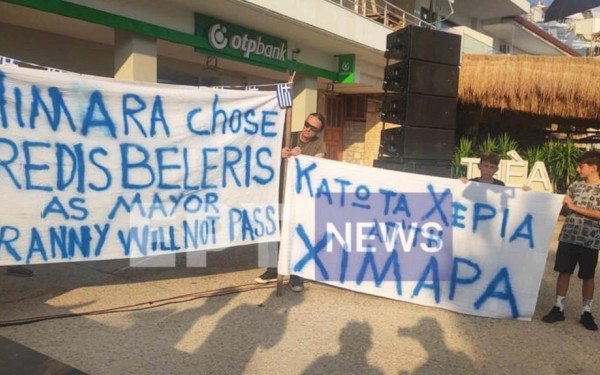 otpbank
HIMARA chose
FREDIS BELERIS
AS MAYOR
TYRANNY WILL NOT PASS
ΚΑΤΩ ΤΑ ΧΕΡΙΑ
ΑΠΟ
ΧΙΜΑΡΑ
NEWS